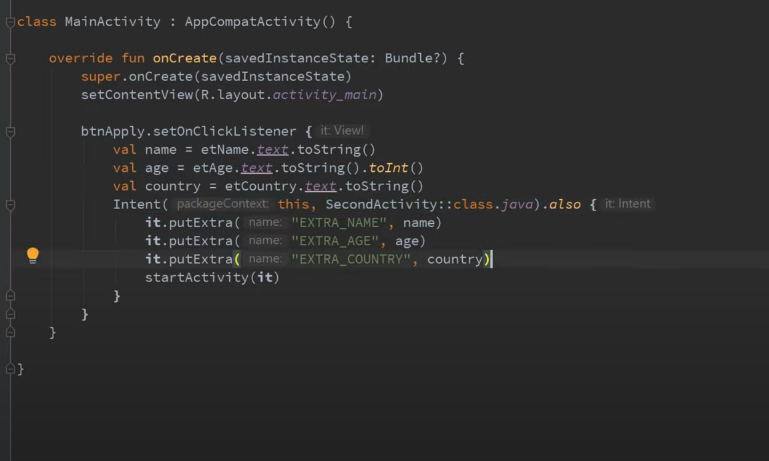 class MainActivity : AppCompatActivity() {
override fun onCreate(savedInstanceState: Bundle?) {
super.onCreate(savedInstanceState)
setContentView(R.layout.activity_main)
btnApply.setOnClickListener { it: View!
val name = etName.text.toString()
val age = etAge.text.toString().toInt()
val country = etCountry.text.toString()
Intent( packageContext: this, SecondActivity::class.java).also { it: Intent
it.putExtra( name: "EXTRA_NAME", name)
it.putExtra( name: "EXTRA_AGE", age)
it.putExtra( name: "EXTRA_COUNTRY", country)
startActivity(it)
}
}
}
}